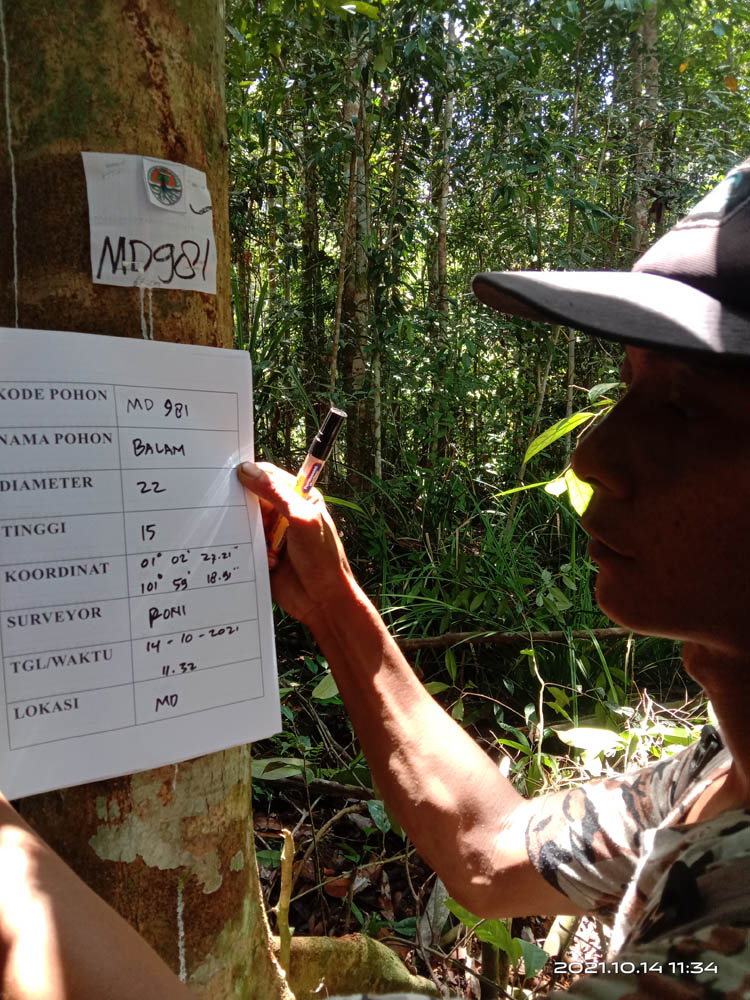 MD981
KODE POHON MD 981
NAMA POHON BALAM
DIAMETER 22
TINGGI 15
KOORDINAT 01° 02' 27.21"
101° 59' 18.91"
SURVEYOR RONI
TGL/WAKTU 14-10-2021
11.32
LOKASI MD
2021.10.14 11:34